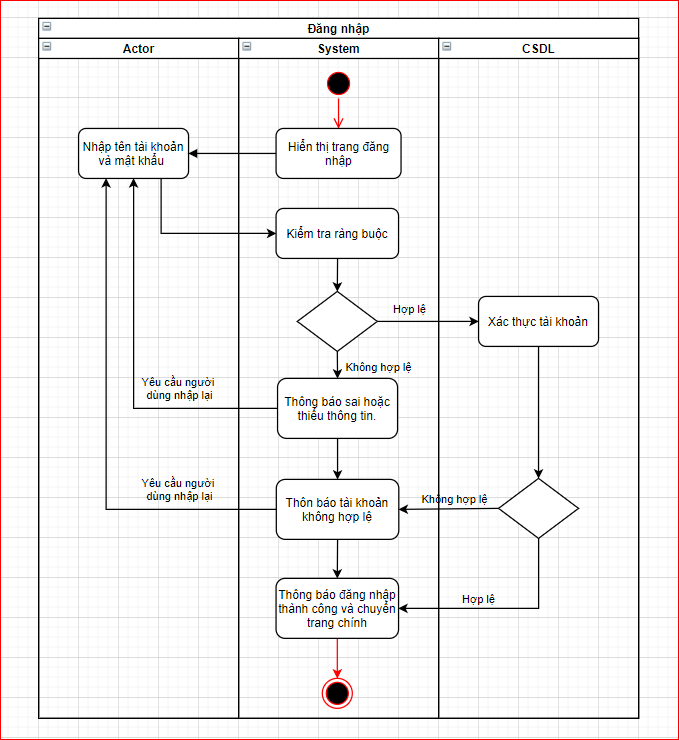 Đăng nhập
Actor
System
CSDL
Hiển thị trang đăng
nhập
Nhập tên tài khoản
và mật khẩu
Kiểm tra ràng buộc
Hợp lệ
Xác thực tài khoản
Không hợp lệ
Yêu cầu người
dùng nhập lại
Thông báo sai hoặc
thiếu thông tin.
Yêu cầu người
dùng nhập lại
Thôn báo tài khoản
không hợp lệ
Không hợp lệ
Thông báo đăng nhập
thành công và chuyển
trang chính
Hợp lệ